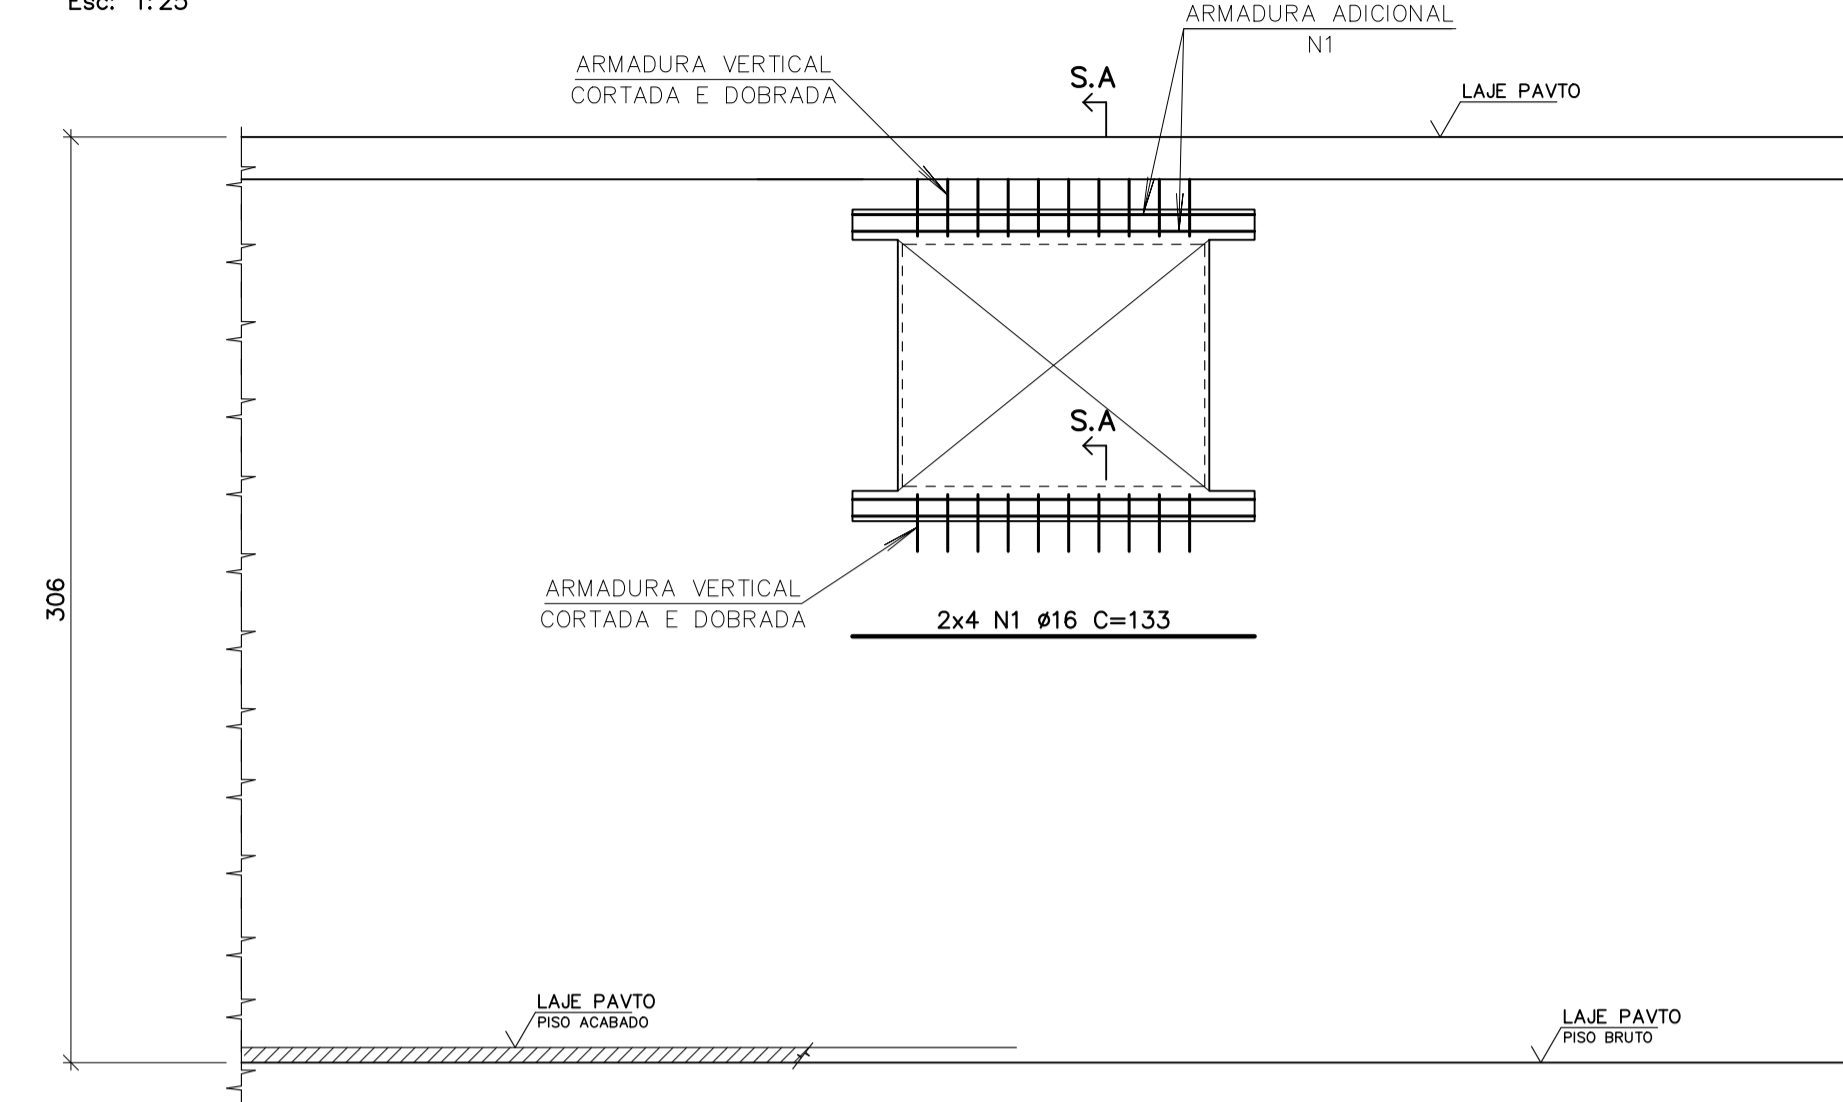 Esc: 1:25
ARMADURA ADICIONAL
N1
ARMADURA VERTICAL
CORTADA E DOBRADA
S.A
LAJE PAVTO
S.A
306
ARMADURA VERTICAL
CORTADA E DOBRADA
2x4 N1 ø16 C=133
LAJE PAVTO
PISO ACABADO
LAJE PAVTO
PISO BRUTO